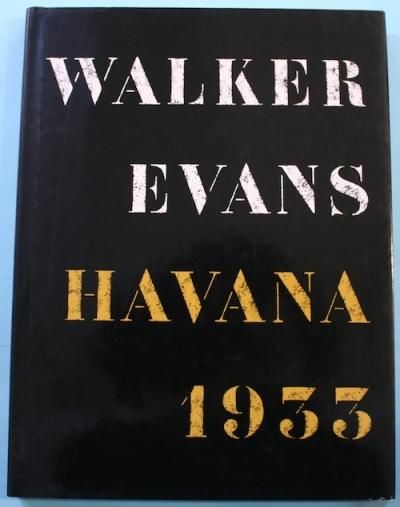 WALKER
EVANS
HAVANA
1933